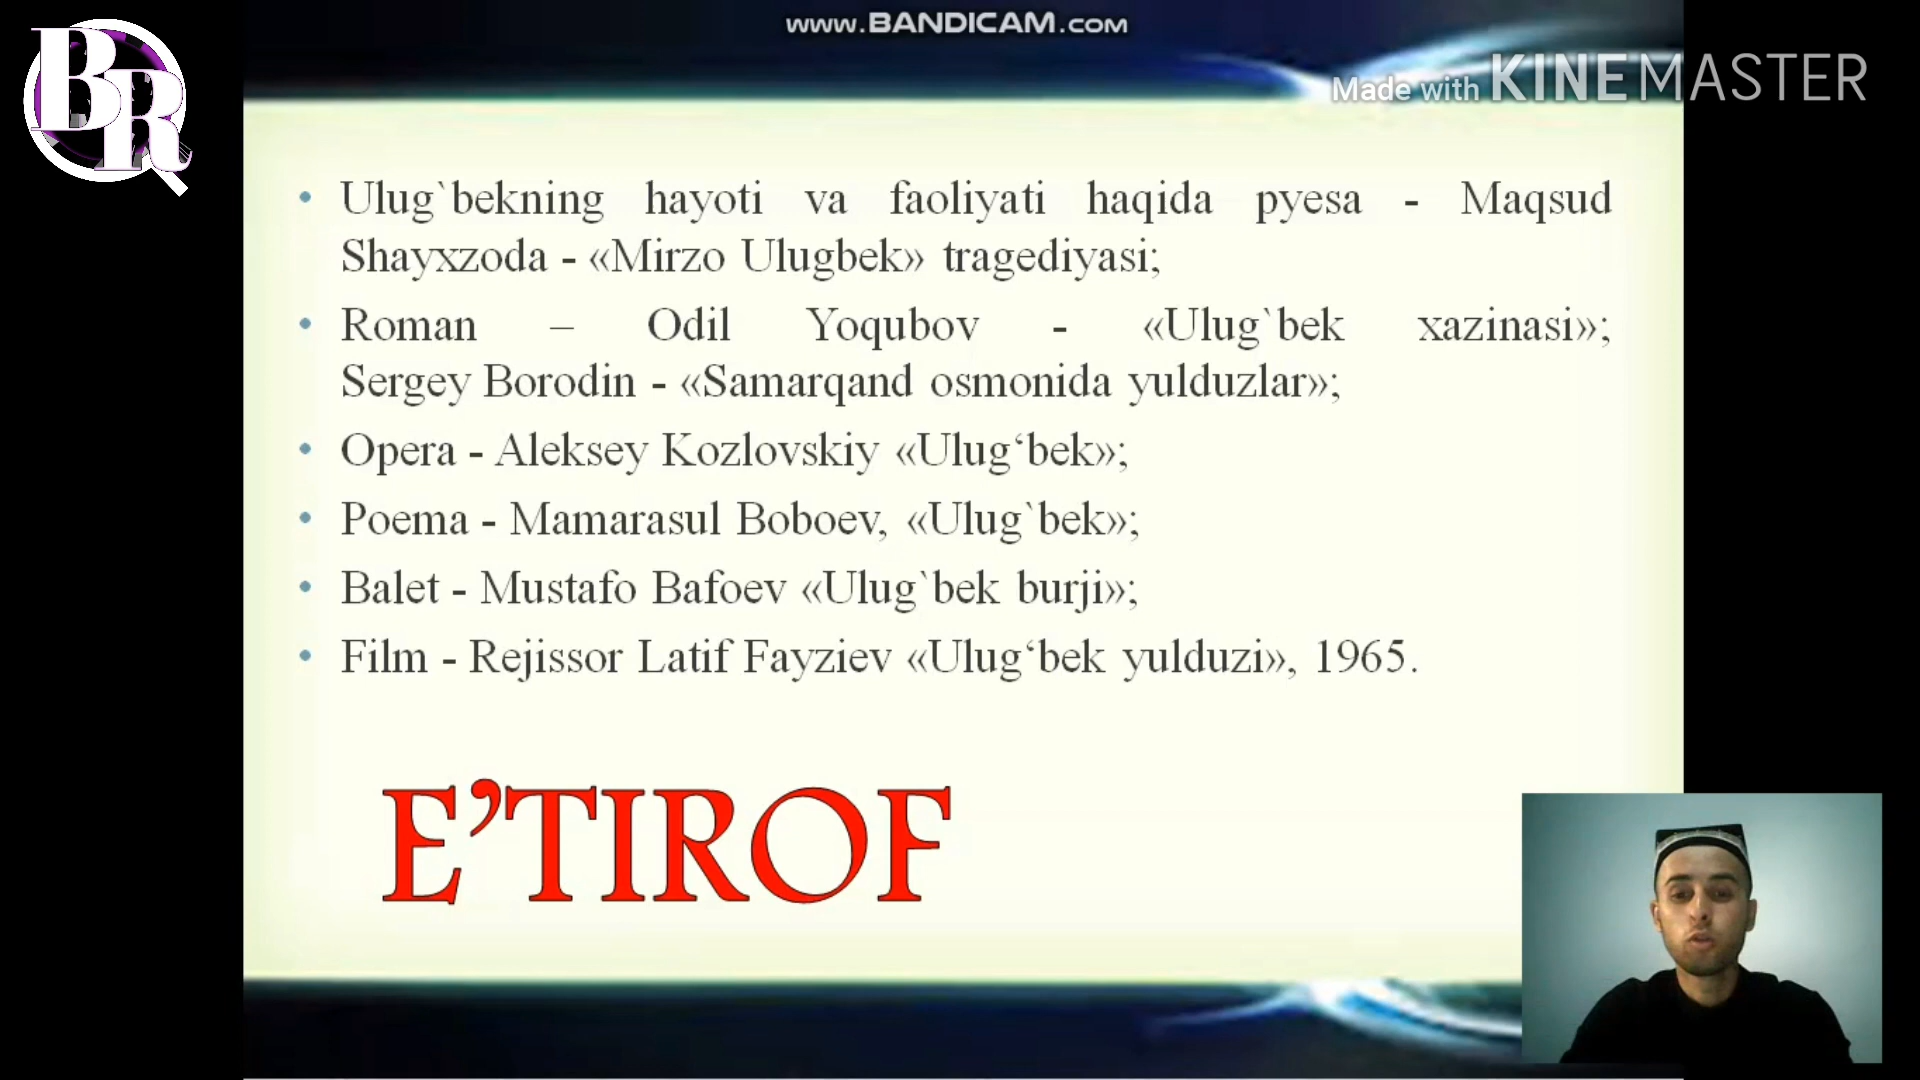 www.BANDICAM.com
BR
Made with KINEMASTER
• Ulug`bekning hayoti va faoliyati haqida pyesa - Maqsud
Shayxzoda - «Mirzo Ulugbek» tragediyasi;
• Roman – Odil Yoqubov - «Ulug`bek xazinasi»;
Sergey Borodin - «Samarqand osmonida yulduzlar»;
• Opera - Aleksey Kozlovskiy «Ulug‘bek»;
• Poema - Mamarasul Boboev, «Ulug`bek»;
• Balet - Mustafo Bafoev «Ulug`bek burji»;
• Film - Rejissor Latif Fayziev «Ulug‘bek yulduzi», 1965.
E’TIROF